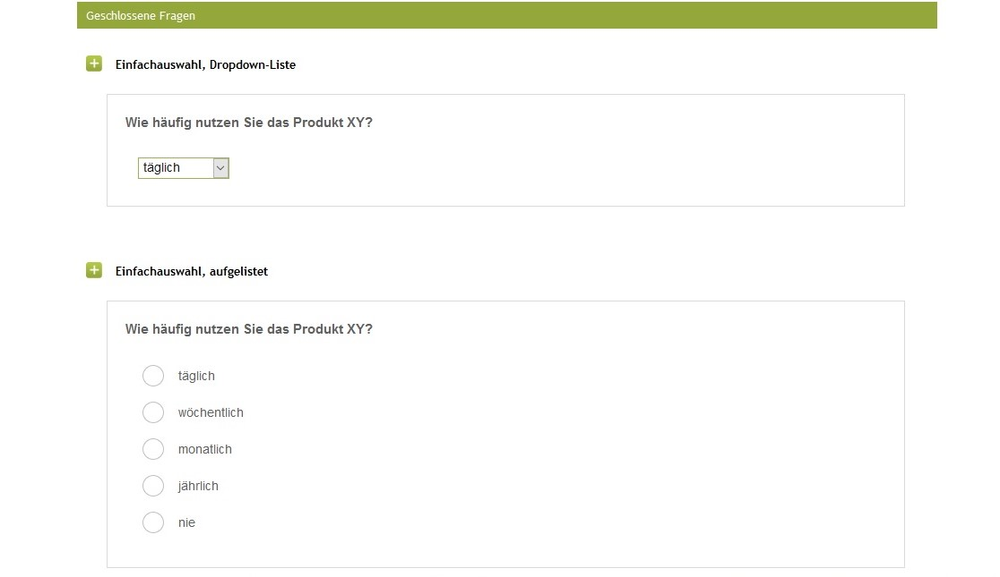 Geschlossene Fragen
Einfachauswahl, Dropdown-Liste
Wie häufig nutzen Sie das Produkt XY?
täglich
Einfachauswahl, aufgelistet
Wie häufig nutzen Sie das Produkt XY?
täglich
wöchentlich
monatlich
jährlich
nie